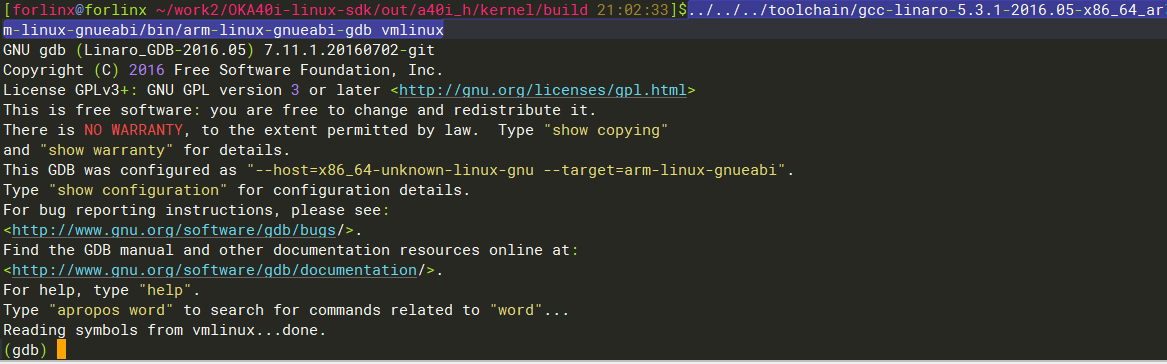 [forlinx@forlinx ~/work2/OKA40i-linux-sdk/out/a40i_h/kernel/build 21:02:33]$../../../toolchain/gcc-linaro-5.3.1-2016.05-x86_64_ar
m-linux-gnueabi/bin/arm-linux-gnueabi-gdb vmlinux
GNU gdb (Linaro_GDB-2016.05) 7.11.1.20160702-git
Copyright (C) 2016 Free Software Foundation, Inc.
License GPLv3+: GNU GPL version 3 or later <http://gnu.org/licenses/gpl.html>
This is free software: you are free to change and redistribute it.
There is NO WARRANTY, to the extent permitted by law.  Type "show copying"
and "show warranty" for details.
This GDB was configured as "--host=x86_64-unknown-linux-gnu --target=arm-linux-gnueabi".
Type "show configuration" for configuration details.
For bug reporting instructions, please see:
<http://www.gnu.org/software/gdb/bugs/>.
Find the GDB manual and other documentation resources online at:
<http://www.gnu.org/software/gdb/documentation/>.
For help, type "help".
Type "apropos word" to search for commands related to "word"...
Reading symbols from vmlinux...done.
(gdb)